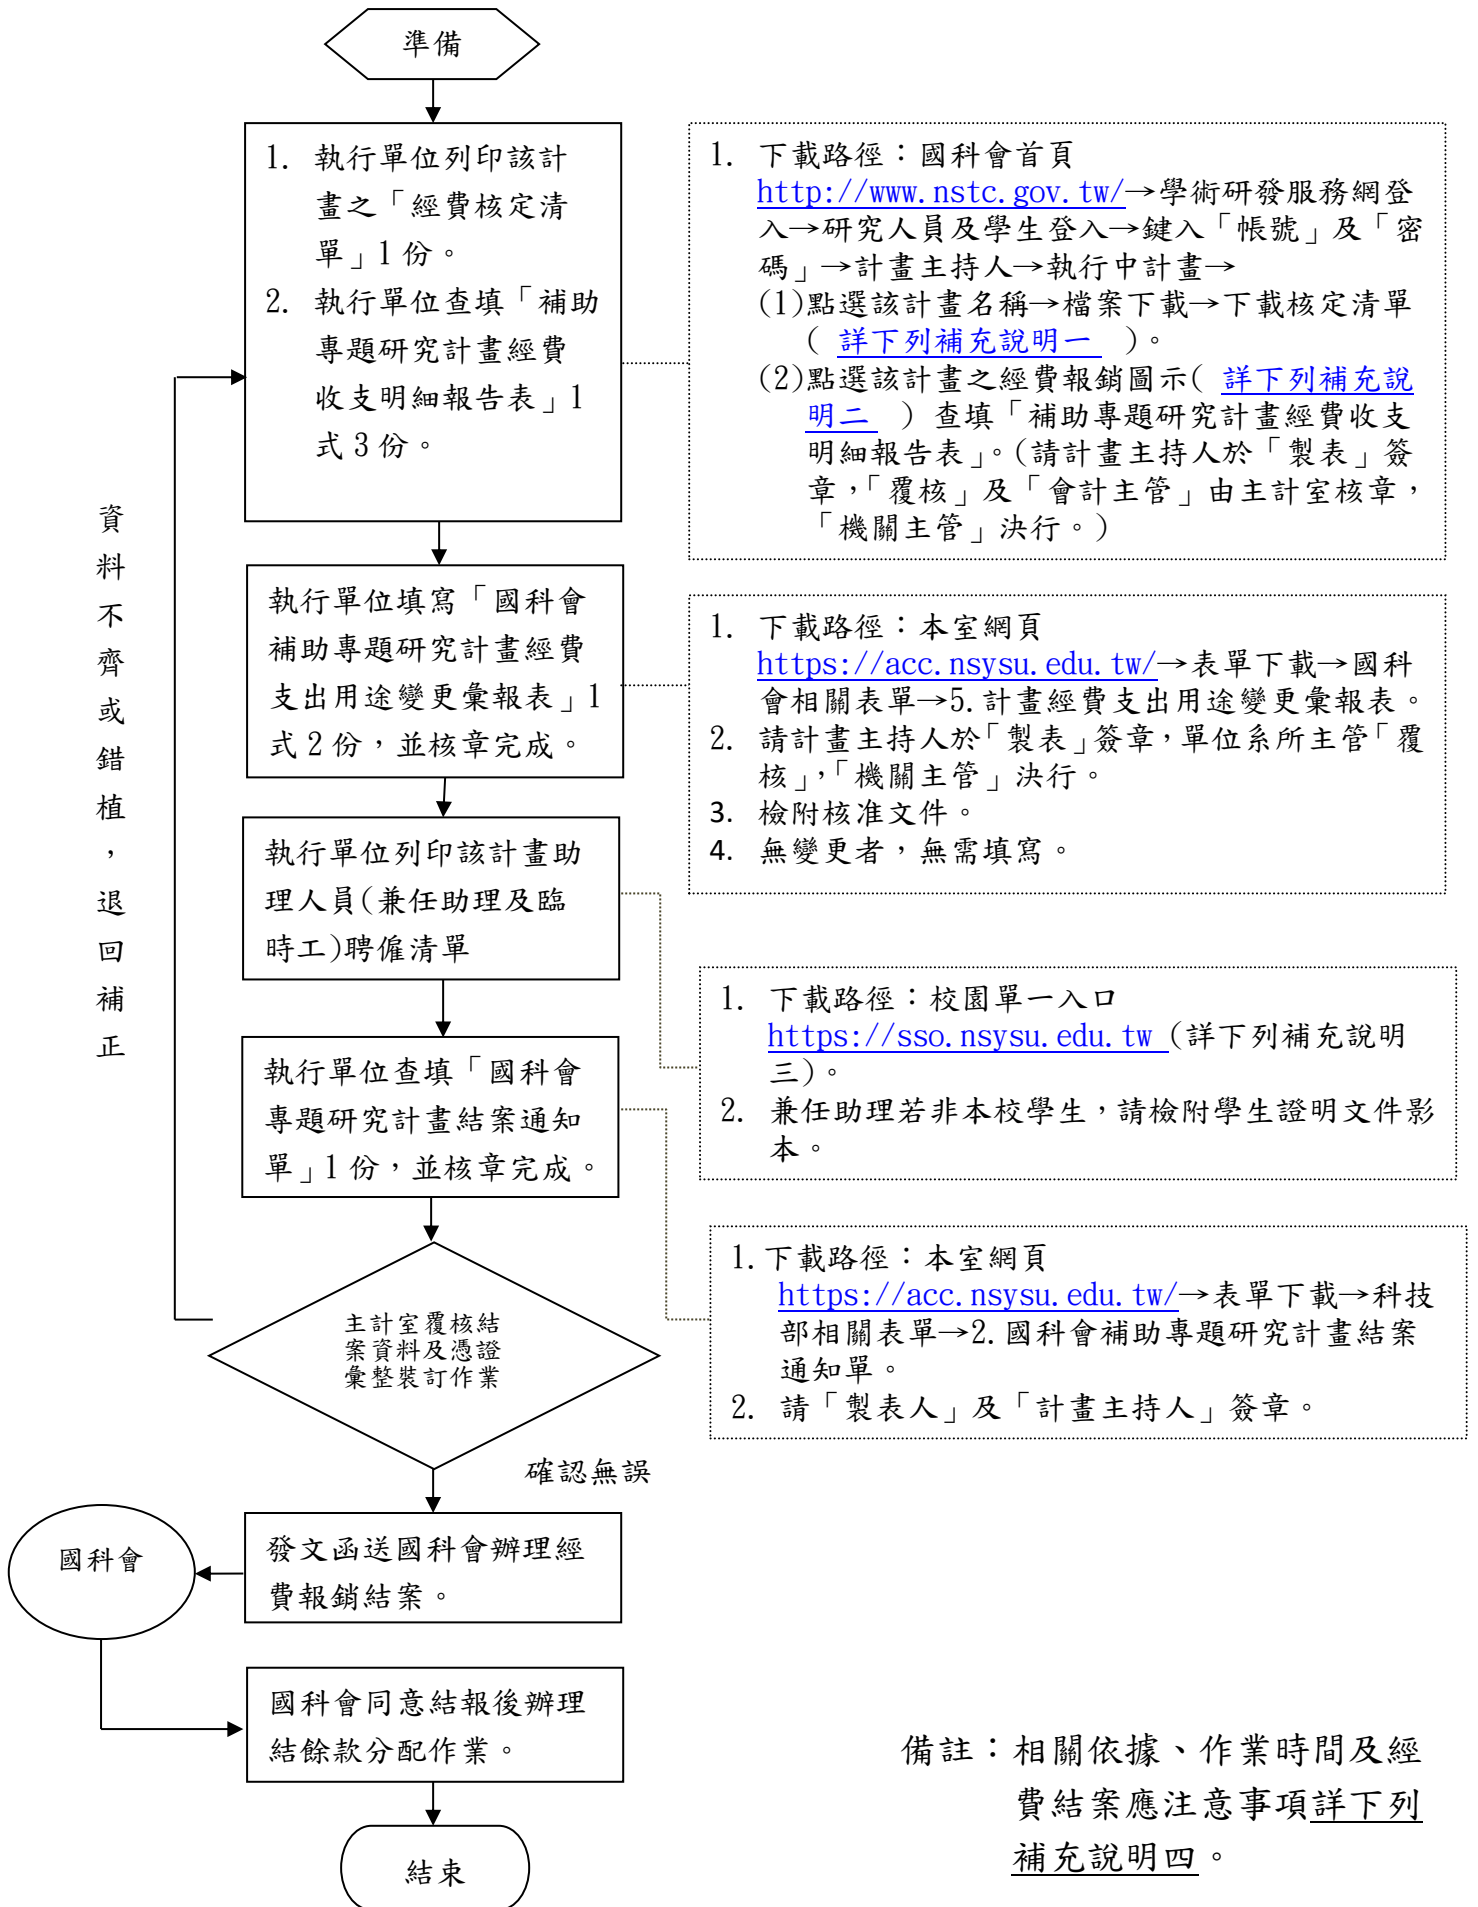 準備
1. 執行單位列印該計
畫之「經費核定清
單」1 份。
2. 執行單位查填「補助
專題研究計畫經費
收支明細報告表」1
式 3 份。
1. 下載路徑：國科會首頁
http://www.nstc.gov.tw/→學術研發服務網登
入→研究人員及學生登入→鍵入「帳號」及「密
碼」→計畫主持人→執行中計畫→
(1)點選該計畫名稱→檔案下載→下載核定清單
( 詳下列補充說明一 )。
(2)點選該計畫之經費報銷圖示( 詳下列補充說
明二 ) 查填「補助專題研究計畫經費收支
明細報告表」。(請計畫主持人於「製表」簽
章，「覆核」及「會計主管」由主計室核章，
「機關主管」決行。)
資
料
不
齊
或
錯
植
，
退
回
補
正
執行單位填寫「國科會
補助專題研究計畫經費
支出用途變更彙報表」1
式 2 份，並核章完成。
1. 下載路徑：本室網頁
https://acc.nsysu.edu.tw/→表單下載→國科
會相關表單→5.計畫經費支出用途變更彙報表。
2. 請計畫主持人於「製表」簽章，單位系所主管「覆
核」，「機關主管」決行。
3. 檢附核准文件。
4. 無變更者，無需填寫。
執行單位列印該計畫助
理人員(兼任助理及臨
時工)聘僱清單
1. 下載路徑：校園單一入口
https://sso.nsysu.edu.tw (詳下列補充說明
三)。
2. 兼任助理若非本校學生，請檢附學生證明文件影
本。
執行單位查填「國科會
專題研究計畫結案通知
單」1 份，並核章完成。
1.下載路徑：本室網頁
https://acc.nsysu.edu.tw/→表單下載→科技
部相關表單→2.國科會補助專題研究計畫結案
通知單。
2. 請「製表人」及「計畫主持人」簽章。
主計室覆核結
案資料及憑證
彙整裝訂作業
確認無誤
國科會
發文函送國科會辦理經
費報銷結案。
國科會同意結報後辦理
結餘款分配作業。
備註：相關依據、作業時間及經
費結案應注意事項詳下列
補充說明四。
結束